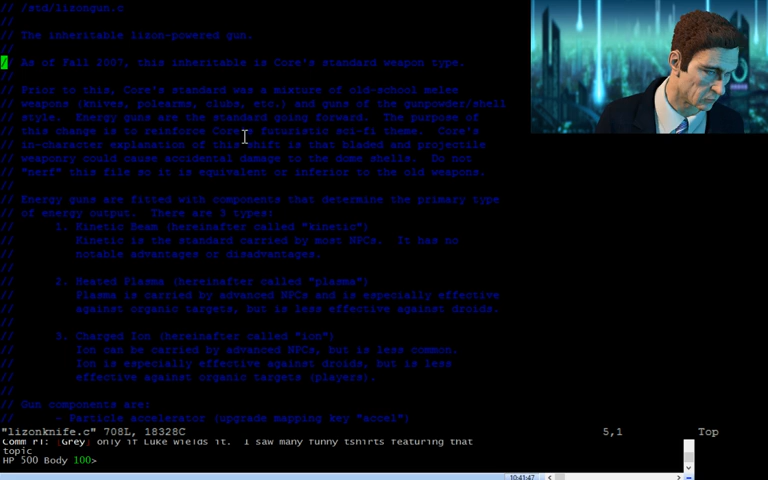 // /std/lizongun.c
//
// The inheritable lizon-powered gun.
//
/ As of Fall 2007, this inheritable is Core's standard weapon type.
//
// Prior to this, Core's standard was a mixture of old-school melee
// weapons (knives, polearms, clubs, etc.) and guns of the gunpowder/shell
// style.  Energy guns are the standard going forward.  The purpose of
// this change is to reinforce Core's futuristic sci-fi theme.  Core's
// in-character explanation of this shift is that bladed and projectile
// weaponry could cause accidental damage to the dome shells.  Do not
// "nerf" this file so it is equivalent or inferior to the old weapons.
//
// Energy guns are fitted with components that determine the primary type
// of energy output.  There are 3 types:
//      1. Kinetic Beam (hereinafter called "kinetic")
//         Kinetic is the standard carried by most NPCs.  It has no
//         notable advantages or disadvantages.
//
//      2. Heated Plasma (hereinafter called "plasma")
//         Plasma is carried by advanced NPCs and is especially effective
//         against organic targets, but is less effective against droids.
//
//      3. Charged Ion (hereinafter called "ion")
//         Ion can be carried by advanced NPCs, but is less common.
//         Ion is especially effective against droids, but is less
//         effective against organic targets (players).
//
// Gun components are:
//      - Particle accelerator (upgrade mapping key "accel")
"lizonknife.c" 708L, 18328C 5,1 Top
(Grey) only if Luke wields it.  I saw many funny tshirts featuring that
topic
HP 500 Body 100>
10:41:47